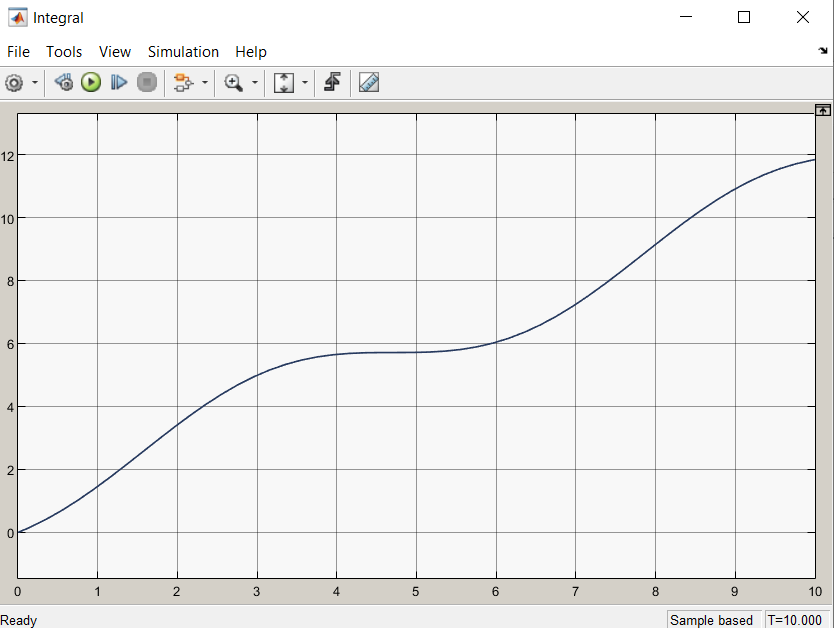 Integral
File Tools View Simulation Help
12
10
8
6
4
2
0
0 1 2 3 4 5 6 7 8 9 10
Ready Sample based T=10.000